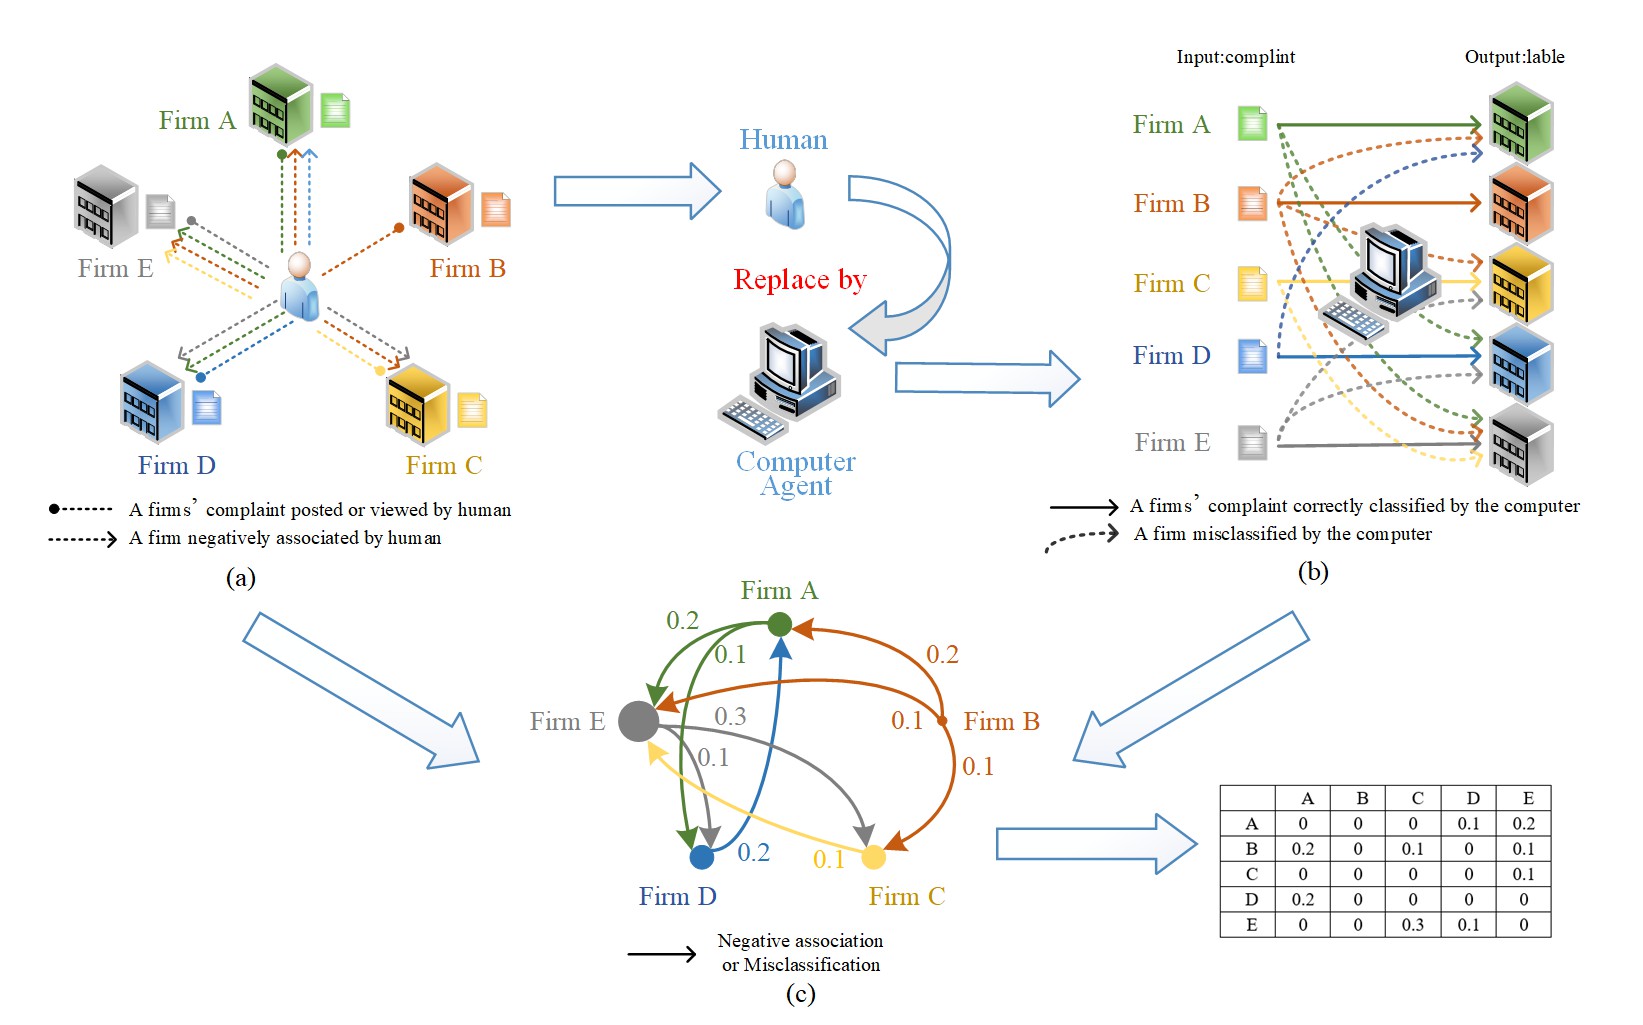 Firm A
Firm E
Firm B
Firm D
Firm C
A firms’ complaint posted or viewed by human
A firm negatively associated by human
(a)
Human
Replace by
Computer
Agent
Input:complint
Output:lable
Firm A
Firm B
Firm C
Firm D
Firm E
A firms’ complaint correctly classified by the computer
A firm misclassified by the computer
(b)
Firm A
0.2
0.1
0.2
Firm E
0.3
0.1
Firm B
0.1
0.1
0.2
0.1
Firm D
Firm C
Negative association
or Misclassification
(c)
A B C D E
A 0 0 0 0.1 0.2
B 0.2 0 0.1 0 0.1
C 0 0 0 0 0.1
D 0.2 0 0 0 0
E 0 0 0.3 0.1 0